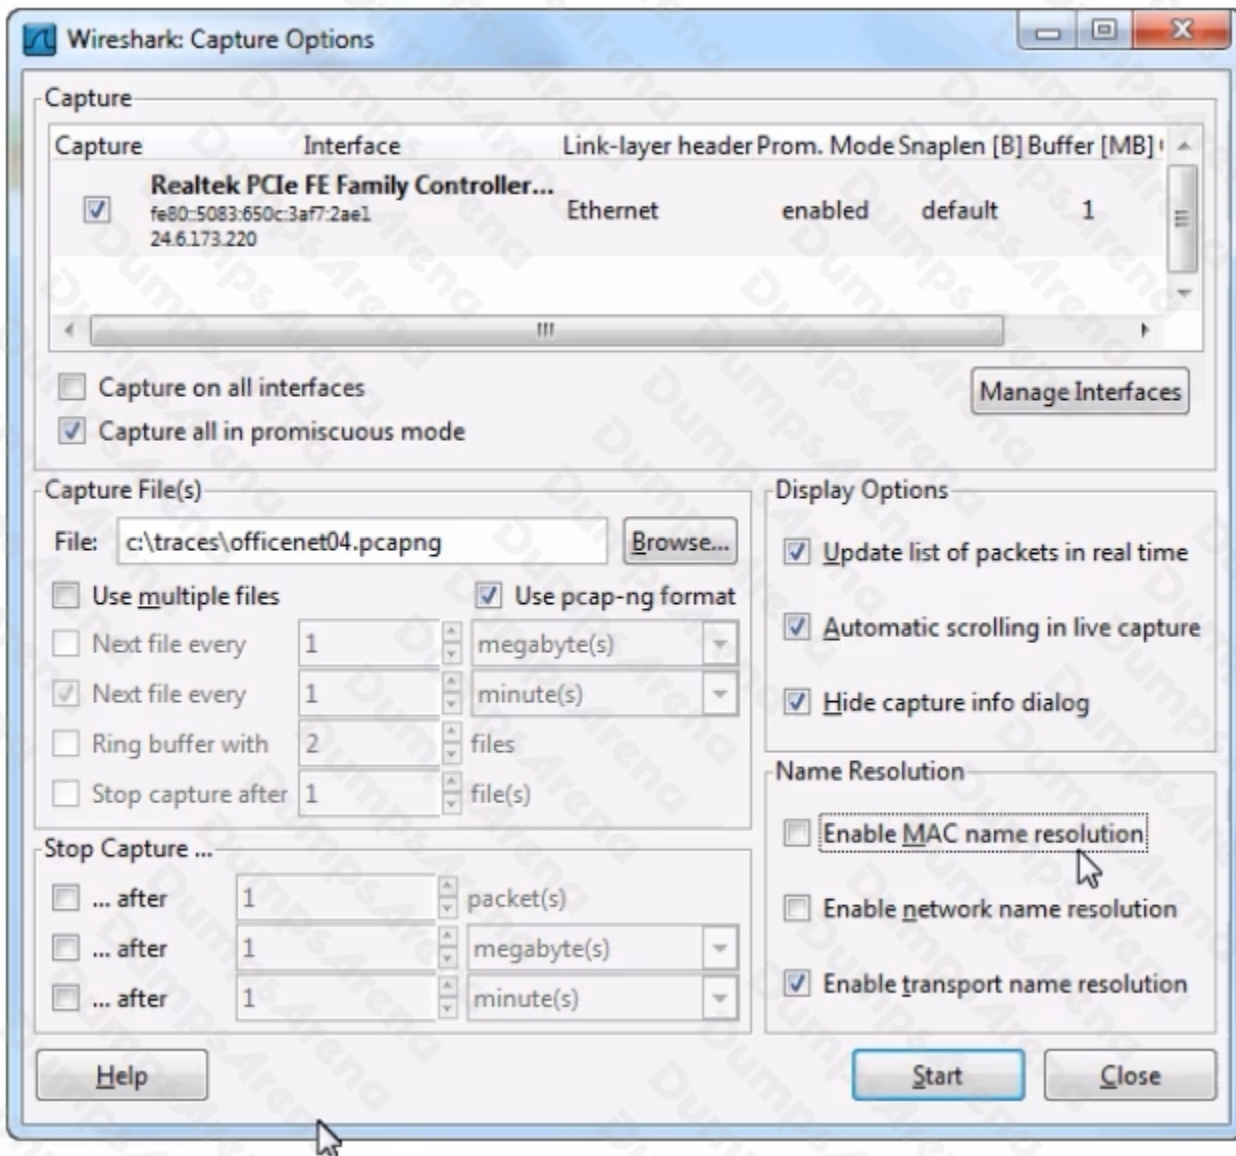 Wireshark: Capture Options
Capture
Capture Interface Link-layer header Prom. Mode Snaplen [B] Buffer [MB]
Realtek PCIe FE Family Controller...
fe80::5083:650c:3af7:2ae1
24.6.173.220
Ethernet enabled default 1
Capture on all interfaces
Manage Interfaces
Capture all in promiscuous mode
Capture File(s)
File: c:\traces\officenet04.pcapng Browse...
Use multiple files Use pcap-ng format
Next file every 1 megabyte(s)
Next file every 1 minute(s)
Ring buffer with 2 files
Stop capture after 1 file(s)
Display Options
Update list of packets in real time
Automatic scrolling in live capture
Hide capture info dialog
Name Resolution
Enable MAC name resolution
Enable network name resolution
Enable transport name resolution
Stop Capture ...
... after 1 packet(s)
... after 1 megabyte(s)
... after 1 minute(s)
Help Start Close
DumpsArena